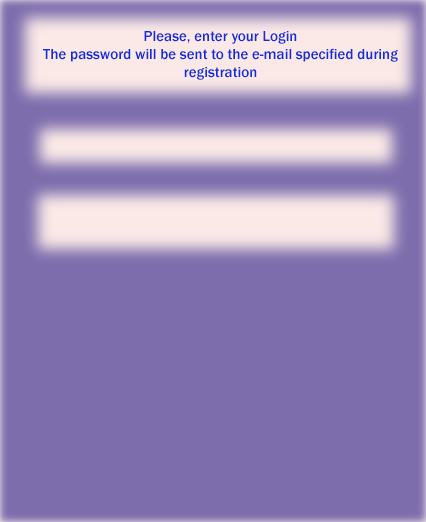 Please, enter your Login
The password will be sent to the e-mail specified during
registration